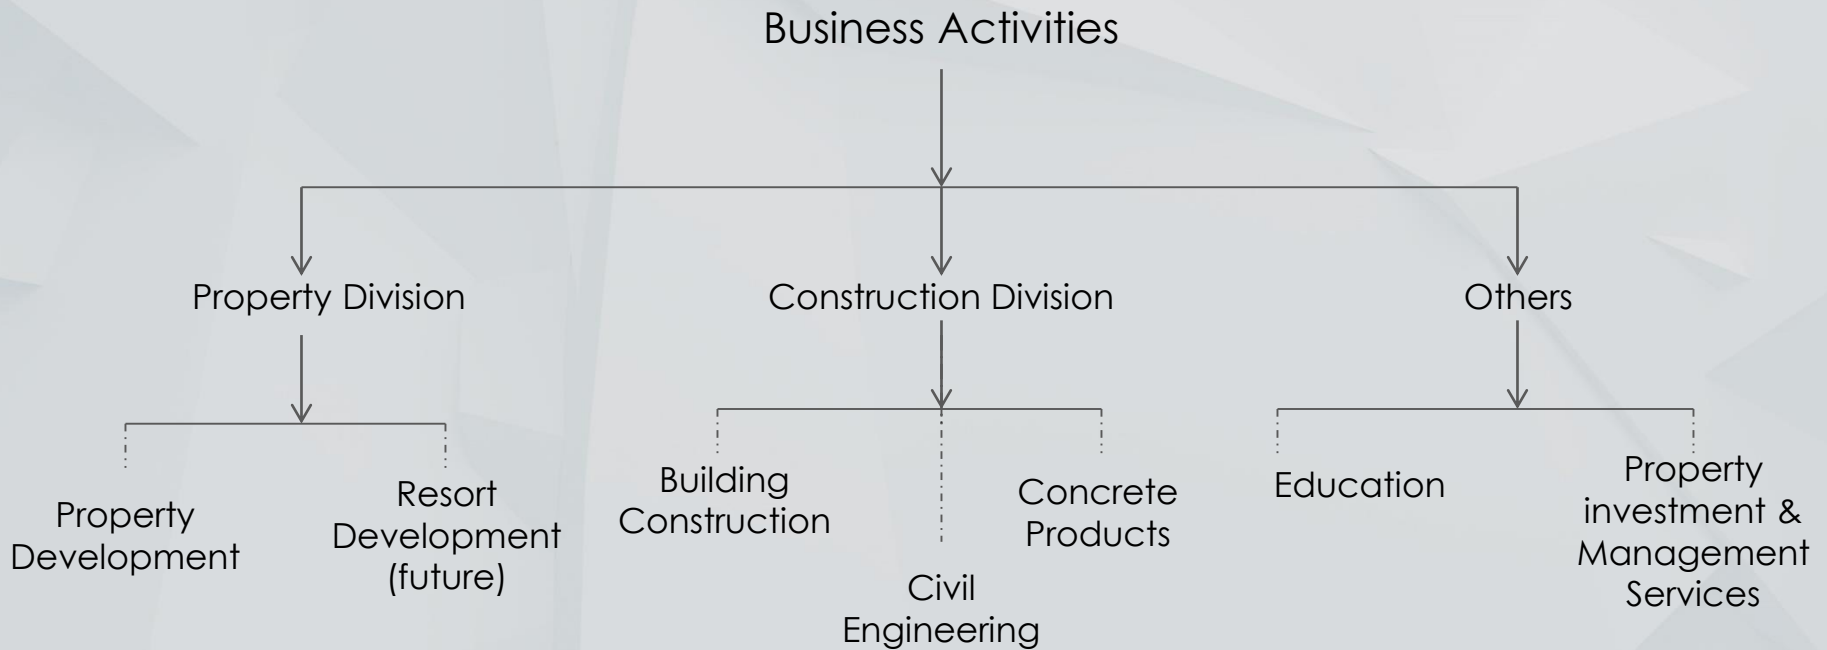 Business Activities
Property Division
Construction Division
Others
Property
Development
Resort
Development
(future)
Building
Construction
Civil
Engineering
Concrete
Products
Education
Property
investment &
Management
Services